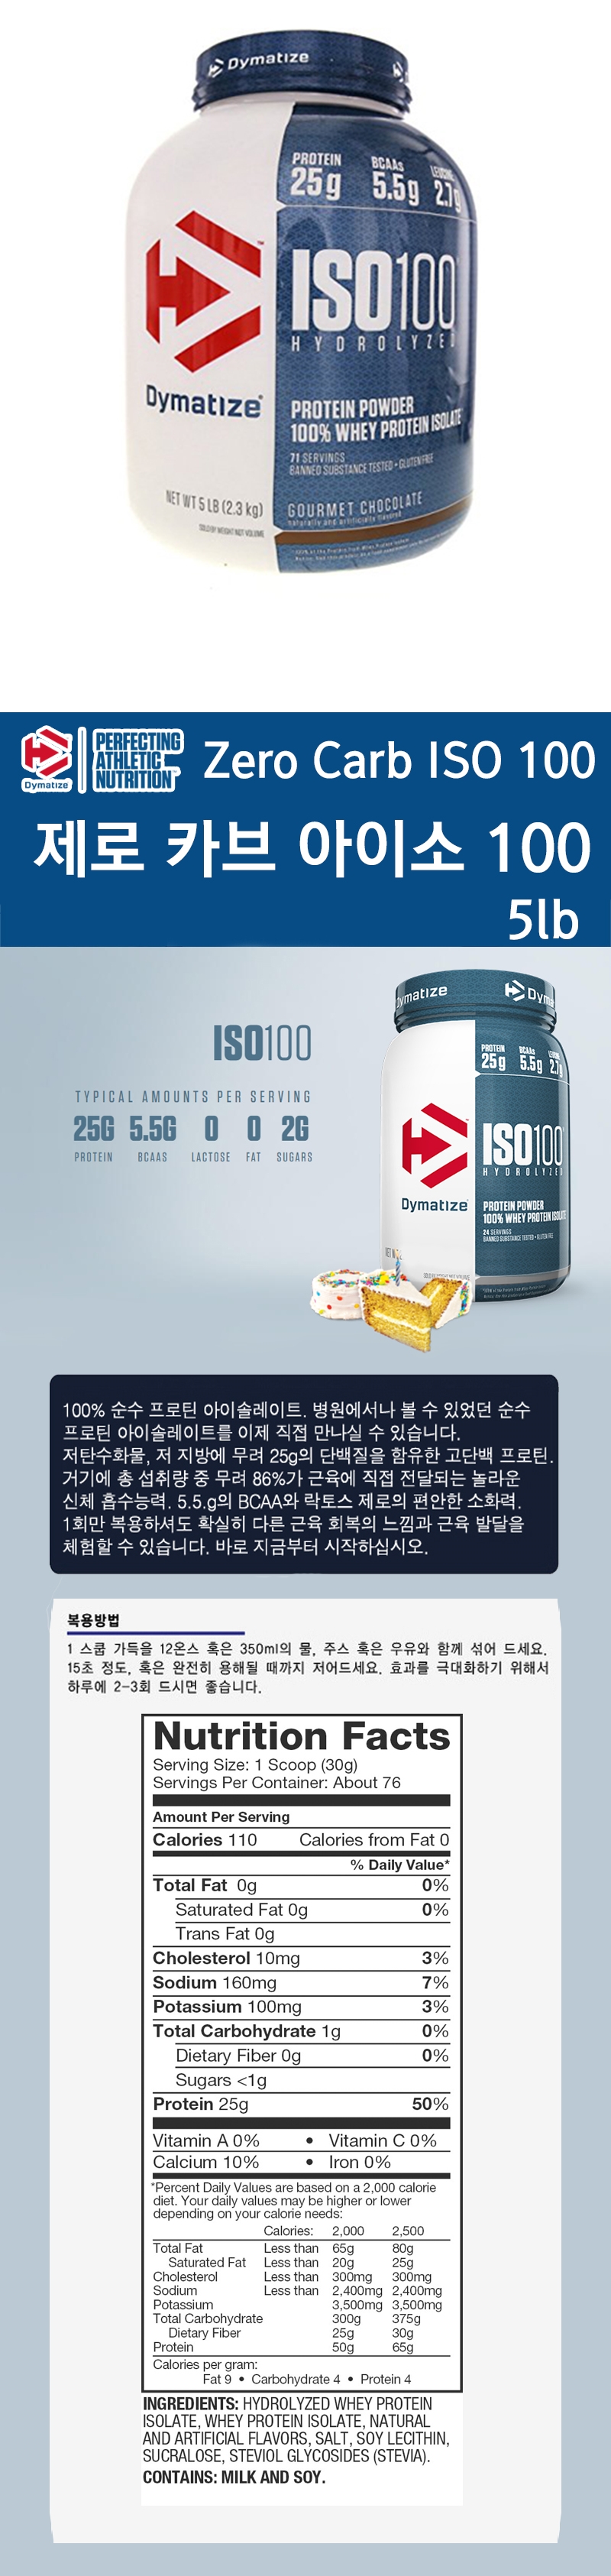 Dymatize
PROTEIN BCAAs LEUCINE
25g 5.5g 2.7g
ISO100
HYDROLYZED
Dymatize
PROTEIN POWDER
100% WHEY PROTEIN ISOLATE
71 SERVINGS
BANNED SUBSTANCE TESTED • GLUTEN FREE
NET WT 5 LB (2.3 kg)
SOLD BY WEIGHT NOT VOLUME
GOURMET CHOCOLATE
naturally and artificially flavored
Dymatize
PERFECTING
ATHLETIC
NUTRITION
Zero Carb ISO 100
제로 카브 아이소 100
5lb
Dymatize
ISO100
TYPICAL AMOUNTS PER SERVING
25G 5.5G 0 0 2G
PROTEIN BCAAS LACTOSE FAT SUGARS
PROTEIN BCAAs
25g 5.5g 2.7
ISO100
HYDROLYZED
Dymatize
PROTEIN POWDER
100% WHEY PROTEIN ISOLATE
24 SERVINGS
BANNED SUBSTANCE TESTED • GLUTEN FREE
100% 순수 프로틴 아이솔레이트. 병원에서나 볼 수 있었던 순수
프로틴 아이솔레이트를 이제 직접 만나실 수 있습니다.
저탄수화물, 저 지방에 무려 25g의 단백질을 함유한 고단백 프로틴.
거기에 총 섭취량 중 무려 86%가 근육에 직접 전달되는 놀라운
신체 흡수능력. 5.5.g의 BCAA와 락토스 제로의 편안한 소화력.
1회만 복용하셔도 확실히 다른 근육 회복의 느낌과 근육 발달을
체험할 수 있습니다. 바로 지금부터 시작하십시오.
복용방법
1 스쿱 가득을 12온스 혹은 350ml의 물, 주스 혹은 우유와 함께 섞어 드세요.
15초 정도, 혹은 완전히 용해될 때까지 저어드세요. 효과를 극대화하기 위해서
하루에 2-3회 드시면 좋습니다.
Nutrition Facts
Serving Size: 1 Scoop (30g)
Servings Per Container: About 76
Amount Per Serving
Calories 110 Calories from Fat 0
% Daily Value*
Total Fat 0g 0%
Saturated Fat 0g 0%
Trans Fat 0g
Cholesterol 10mg 3%
Sodium 160mg 7%
Potassium 100mg 3%
Total Carbohydrate 1g 0%
Dietary Fiber 0g 0%
Sugars <1g
Protein 25g 50%
Vitamin A 0% • Vitamin C 0%
Calcium 10% • Iron 0%
*Percent Daily Values are based on a 2,000 calorie
diet. Your daily values may be higher or lower
depending on your calorie needs:
Calories: 2,000 2,500
Total Fat Less than 65g 80g
Saturated Fat Less than 20g 25g
Cholesterol Less than 300mg 300mg
Sodium Less than 2,400mg 2,400mg
Potassium 3,500mg 3,500mg
Total Carbohydrate 300g 375g
Dietary Fiber 25g 30g
Protein 50g 65g
Calories per gram:
Fat 9 • Carbohydrate 4 • Protein 4
INGREDIENTS: HYDROLYZED WHEY PROTEIN
ISOLATE, WHEY PROTEIN ISOLATE, NATURAL
AND ARTIFICIAL FLAVORS, SALT, SOY LECITHIN,
SUCRALOSE, STEVIOL GLYCOSIDES (STEVIA).
CONTAINS: MILK AND SOY.